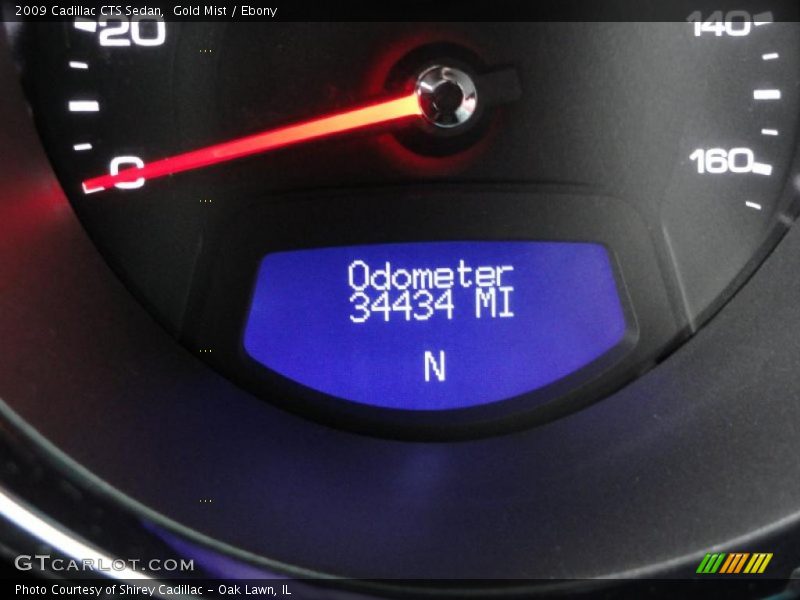 2009 Cadillac CTS Sedan,  Gold Mist / Ebony
20
140
0
160
Odometer
34434 MI
N
GTCARLOT.COM
Photo Courtesy of Shirey Cadillac - Oak Lawn, IL